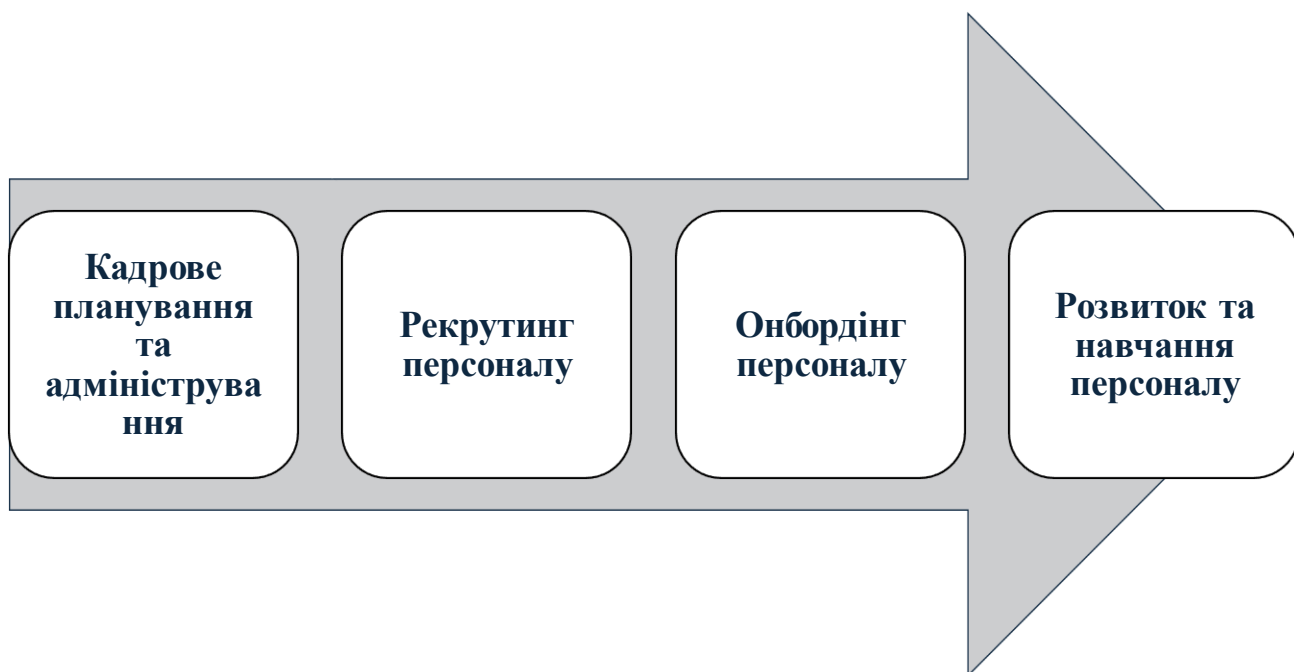 Кадрове
планування
та
адмініструва
ння
Рекрутинг
персоналу
Онбордінг
персоналу
Розвиток та
навчання
персоналу